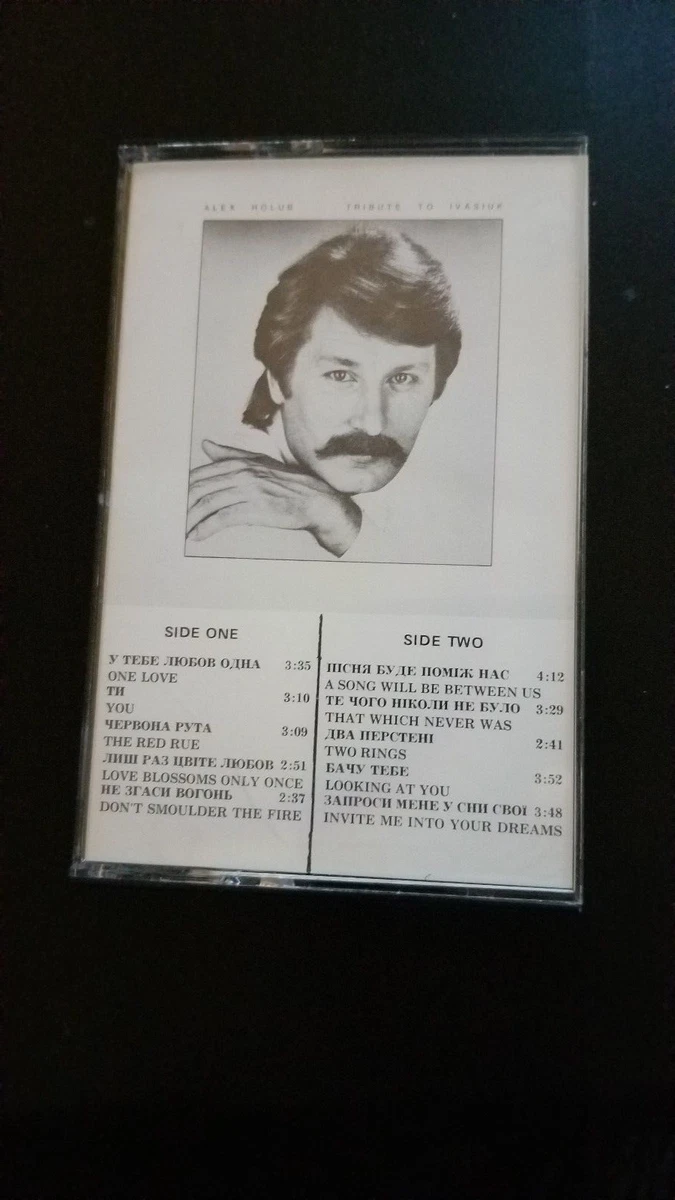 ALEX HOLUB TRIBUTE TO IVASIUK
SIDE ONE
У ТЕБЕ ЛЮБОВ ОДНА 3:35
ONE LOVE
ТИ 3:10
YOU
ЧЕРВОНА РУТА 3:09
THE RED RUE
ЛИШ РАЗ ЦВІТЕ ЛЮБОВ 2:51
LOVE BLOSSOMS ONLY ONCE
НЕ ЗГАСИ ВОГОНЬ 2:37
DON'T SMOULDER THE FIRE
SIDE TWO
ПІСНЯ БУДЕ ПОМІЖ НАС 4:12
A SONG WILL BE BETWEEN US
ТЕ ЧОГО НІКОЛИ НЕ БУЛО 3:29
THAT WHICH NEVER WAS
ДВА ПЕРСТЕНІ 2:41
TWO RINGS
БАЧУ ТЕБЕ 3:52
LOOKING AT YOU
ЗАПРОСИ МЕНЕ У СНИ СВОЇ 3:48
INVITE ME INTO YOUR DREAMS